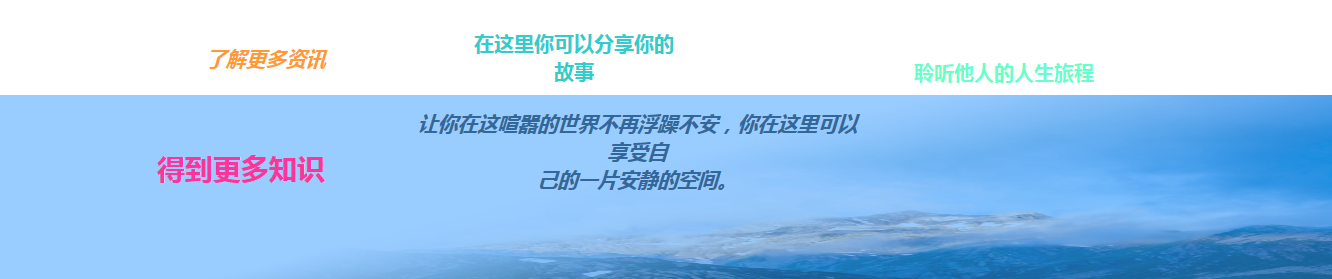 了解更多资讯
在这里你可以分享你的
故事
聆听他人的人生旅程
让你在这喧嚣的世界不再浮躁不安，你在这里可以
享受自
己的一片安静的空间。
得到更多知识